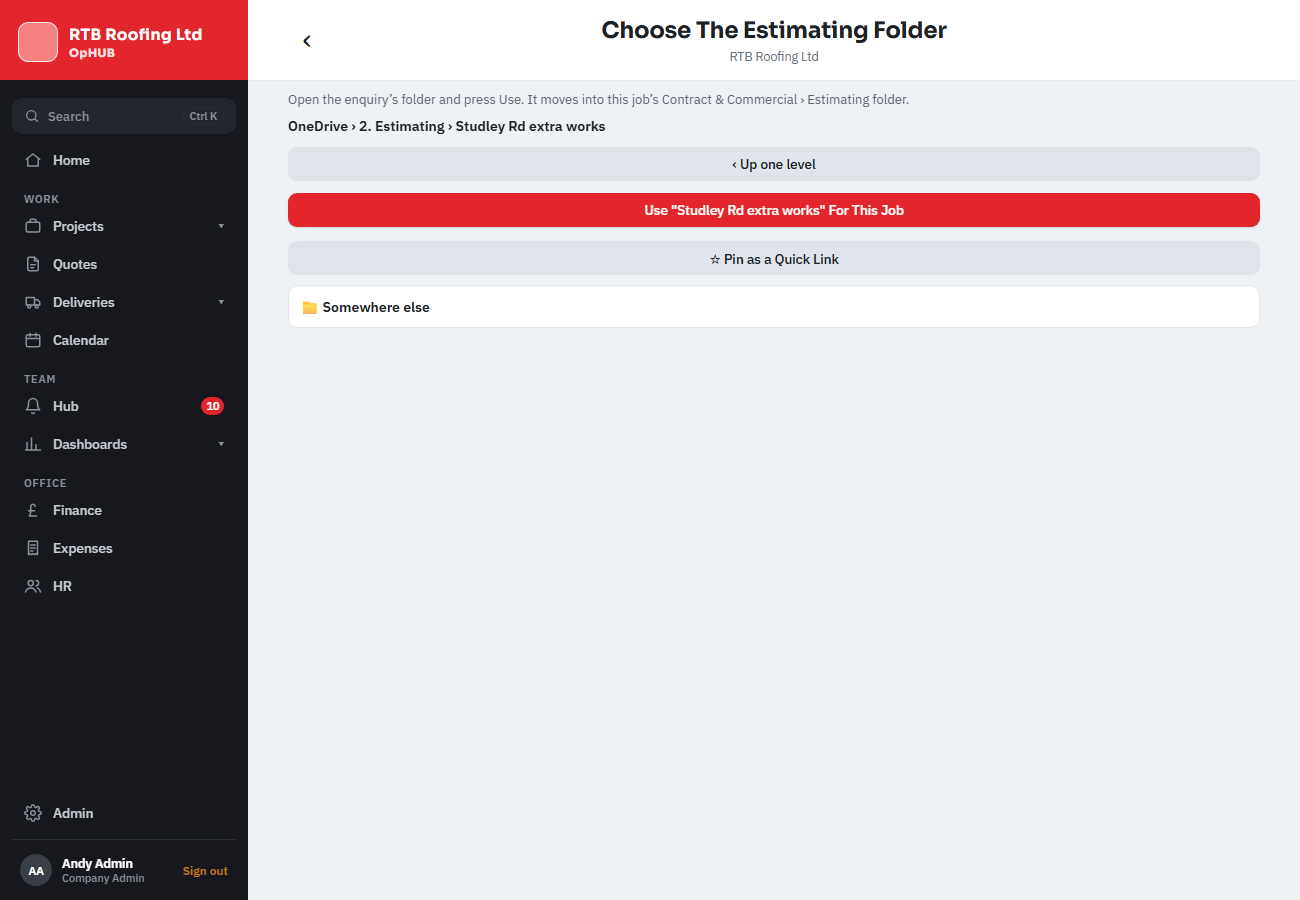 RTB Roofing Ltd
OpHUB
Search
Ctrl K
Home
WORK
Projects
Quotes
Deliveries
Calendar
TEAM
Hub
10
Dashboards
OFFICE
£
Finance
Expenses
HR
Admin
AA
Andy Admin
Company Admin
Sign out
Choose The Estimating Folder
RTB Roofing Ltd
Open the enquiry’s folder and press Use. It moves into this job’s Contract & Commercial › Estimating folder.
OneDrive › 2. Estimating › Studley Rd extra works
‹ Up one level
Use "Studley Rd extra works" For This Job
☆ Pin as a Quick Link
Somewhere else